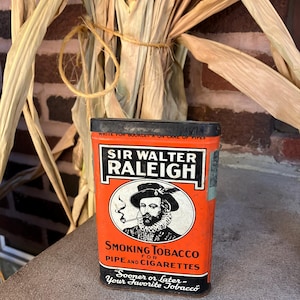 SIR WALTER
RALEIGH
SMOKING TOBACCO
FOR
PIPE AND CIGARETTES
Sooner or Later-
Your Favorite Tobacco